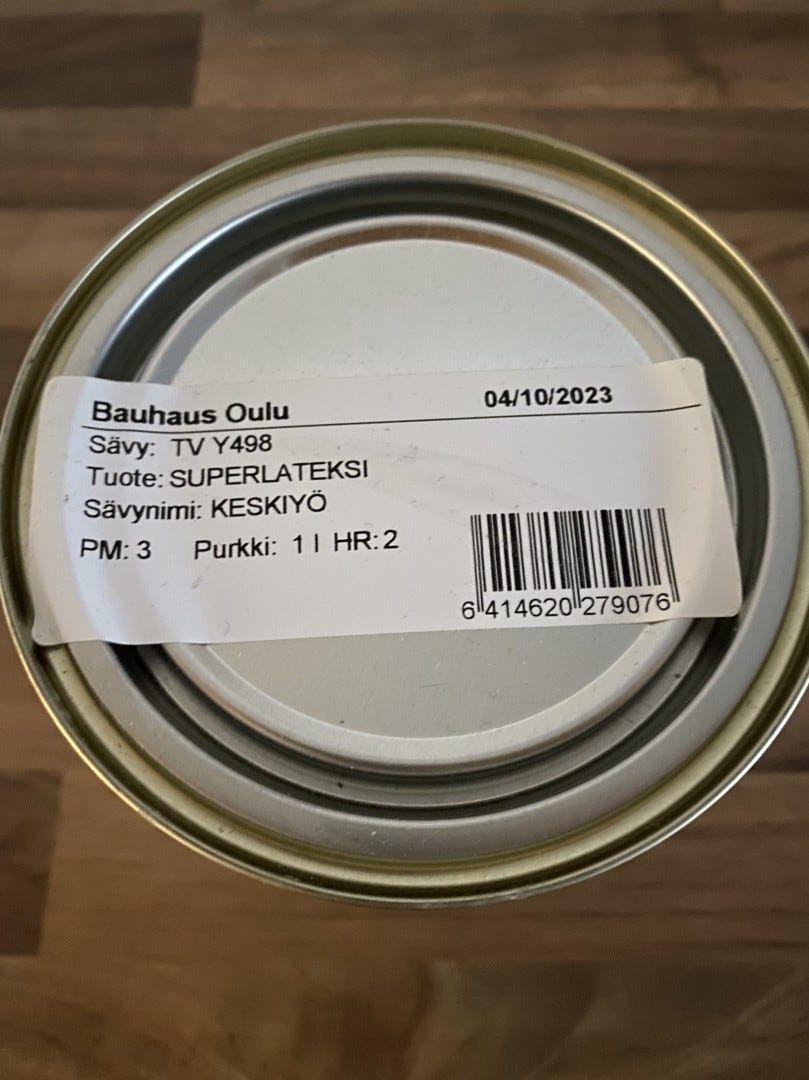 Bauhaus Oulu 04/10/2023
Sävy: TV Y498
Tuote: SUPERLATEKSI
Sävynimi: KESKIYÖ
PM: 3 Purkki: 1 l HR: 2
6 414620 279076